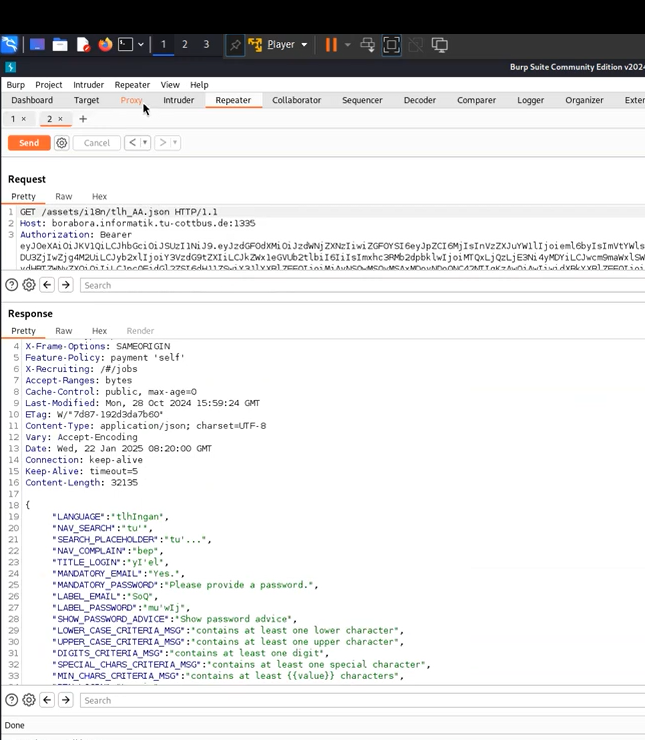 1 2 3 Player
Burp Suite Community Edition v2024
Burp Project Intruder Repeater View Help
Dashboard Target Proxy Intruder Repeater Collaborator Sequencer Decoder Comparer Logger Organizer Exten
1 × 2 × +
Send Cancel < >
Request
Pretty Raw Hex
1 GET /assets/i18n/tlh_AA.json HTTP/1.1
2 Host: borabora.informatik.tu-cottbus.de:1335
3 Authorization: Bearer
Search
Response
Pretty Raw Hex Render
4 X-Frame-Options: SAMEORIGIN
5 Feature-Policy: payment 'self'
6 X-Recruiting: /#/jobs
7 Accept-Ranges: bytes
8 Cache-Control: public, max-age=0
9 Last-Modified: Mon, 28 Oct 2024 15:59:24 GMT
10 ETag: W/"7d87-192d3da7b60"
11 Content-Type: application/json; charset=UTF-8
12 Vary: Accept-Encoding
13 Date: Wed, 22 Jan 2025 08:20:00 GMT
14 Connection: keep-alive
15 Keep-Alive: timeout=5
16 Content-Length: 32135
17
18 {
19 "LANGUAGE":"tlhIngan",
20 "NAV_SEARCH":"tu'",
21 "SEARCH_PLACEHOLDER":"tu'...",
22 "NAV_COMPLAIN":"bep",
23 "TITLE_LOGIN":"yI'el",
24 "MANDATORY_EMAIL":"Yes.",
25 "MANDATORY_PASSWORD":"Please provide a password.",
26 "LABEL_EMAIL":"SoQ",
27 "LABEL_PASSWORD":"mu'wIj",
28 "SHOW_PASSWORD_ADVICE":"Show password advice",
29 "LOWER_CASE_CRITERIA_MSG":"contains at least one lower character",
30 "UPPER_CASE_CRITERIA_MSG":"contains at least one upper character",
31 "DIGITS_CRITERIA_MSG":"contains at least one digit",
32 "SPECIAL_CHARS_CRITERIA_MSG":"contains at least one special character",
33 "MIN_CHARS_CRITERIA_MSG":"contains at least {{value}} characters",
Search
Done